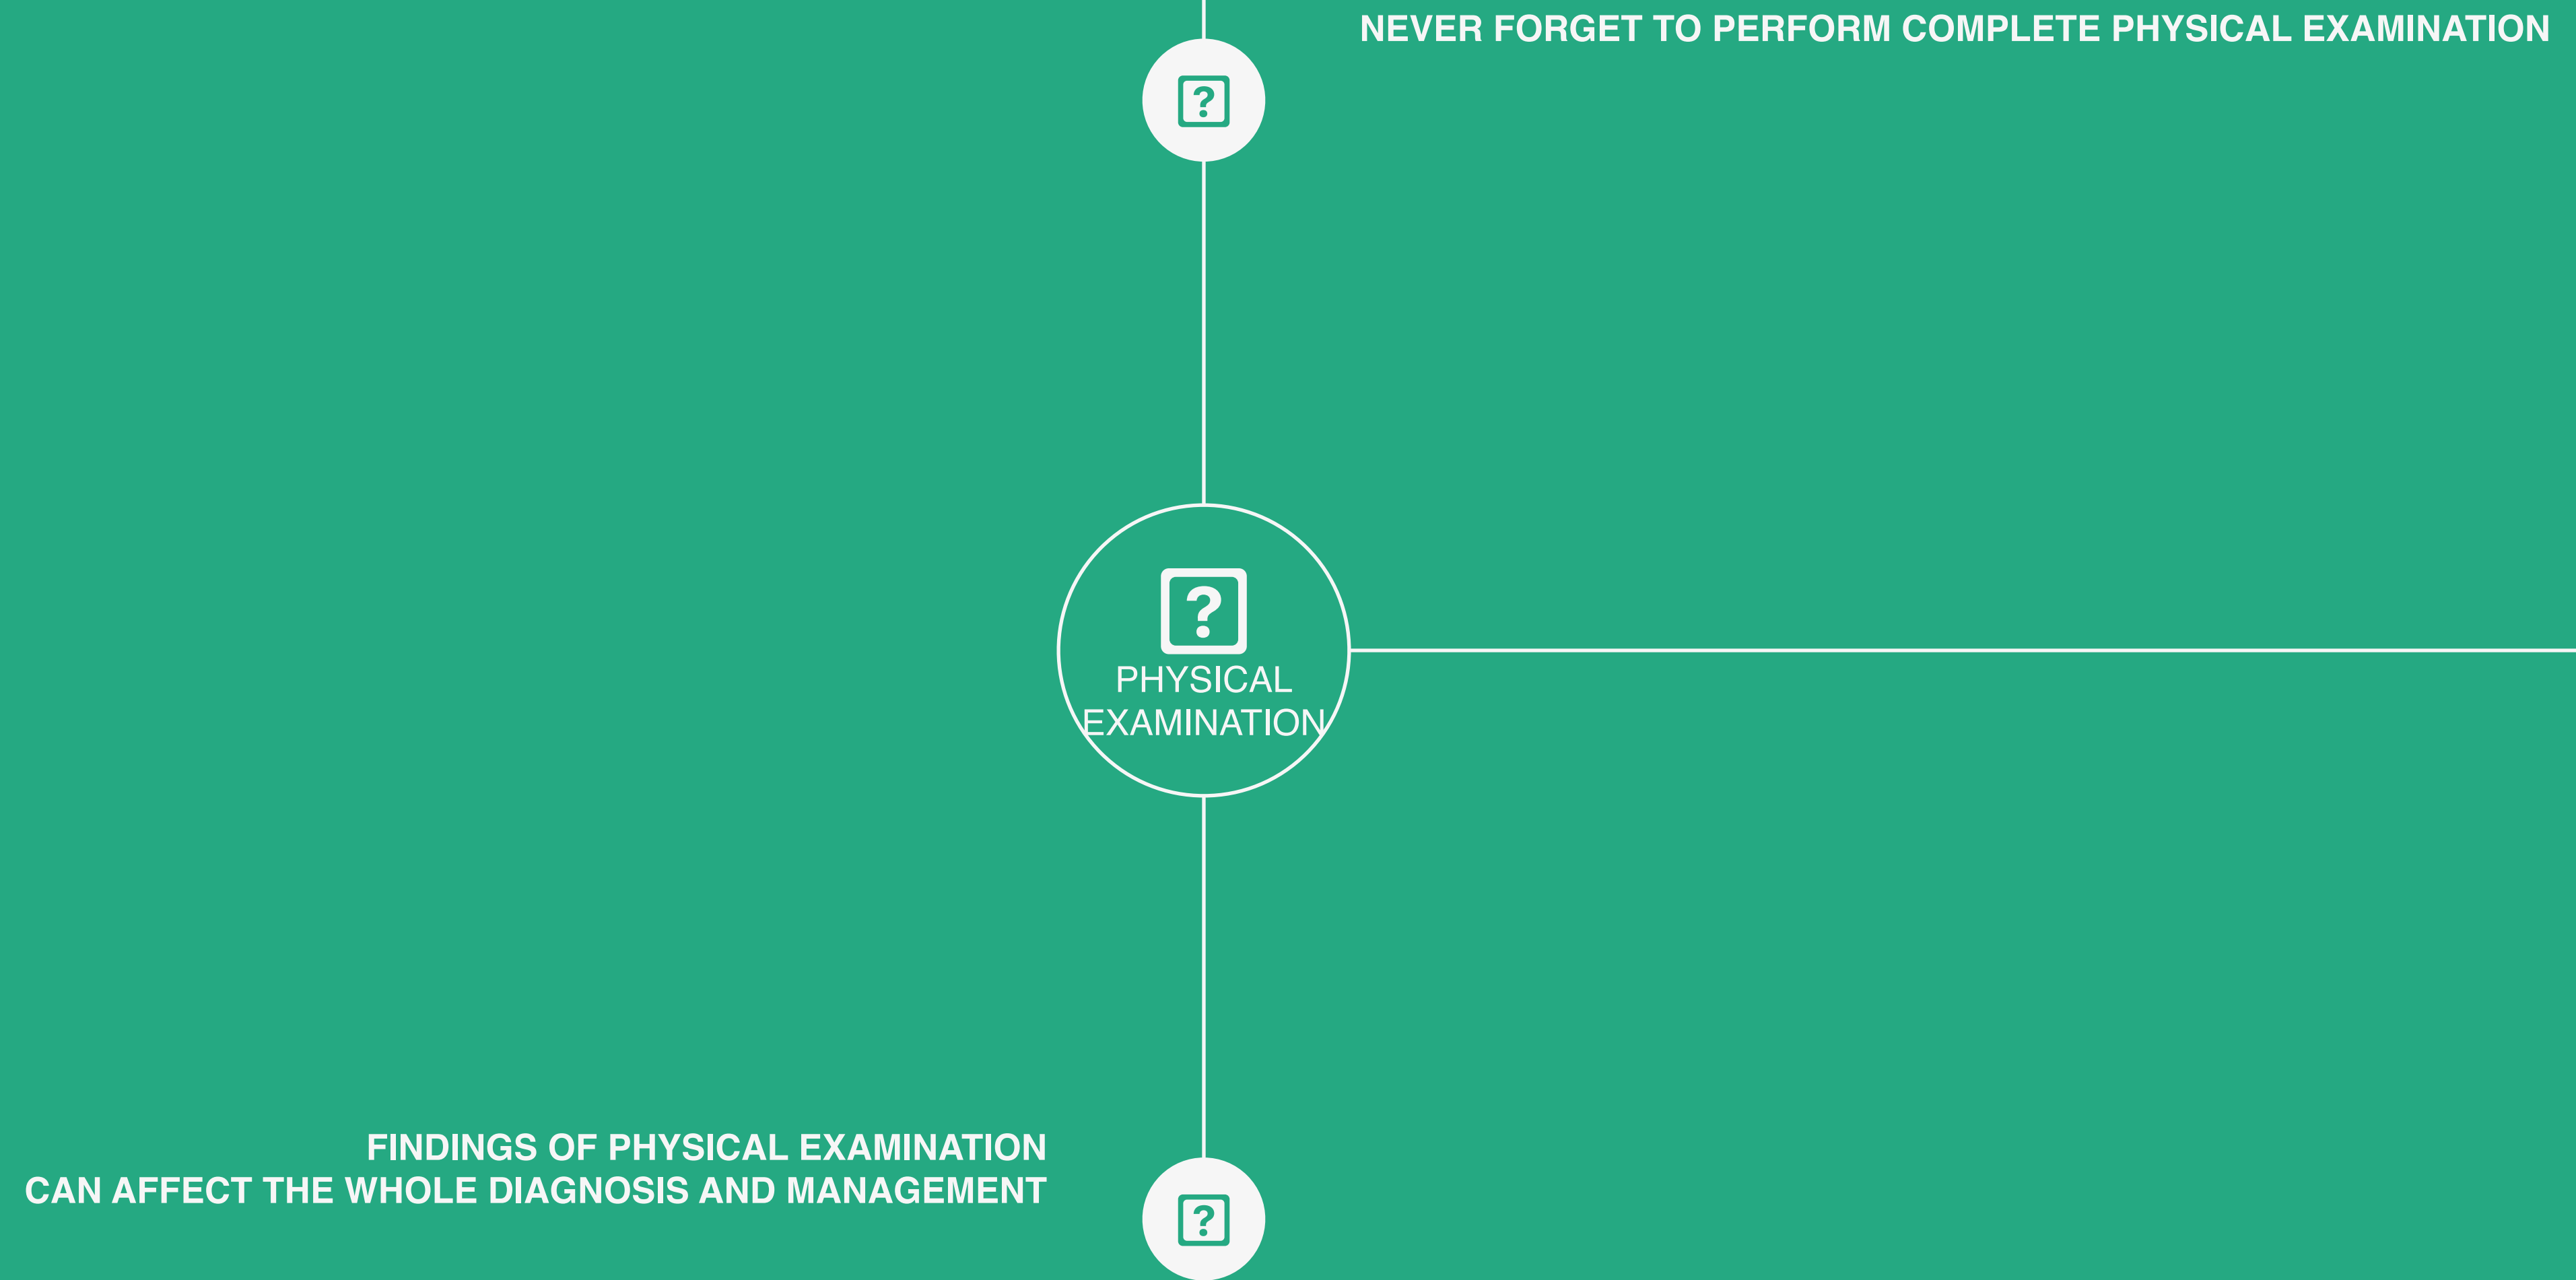 NEVER FORGET TO PERFORM COMPLETE PHYSICAL EXAMINATION
?
?
PHYSICAL
EXAMINATION
FINDINGS OF PHYSICAL EXAMINATION
CAN AFFECT THE WHOLE DIAGNOSIS AND MANAGEMENT
?